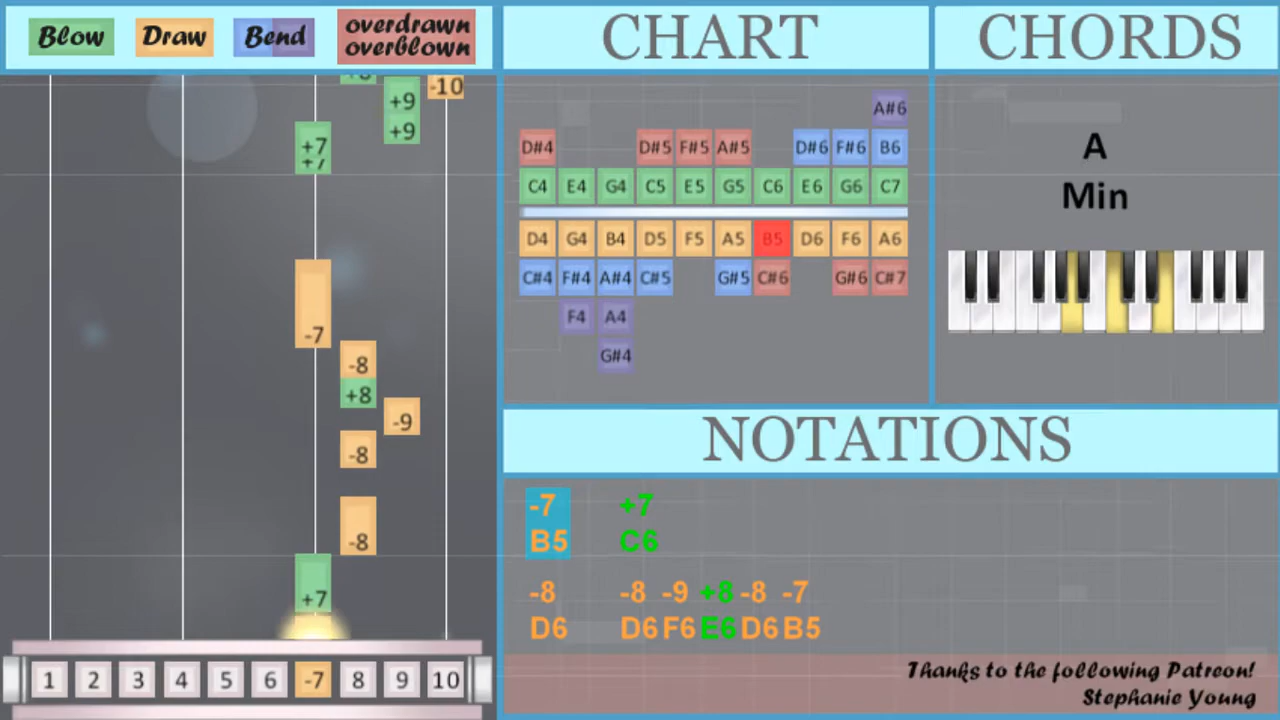 Blow Draw Bend overdrawn
overblown
CHART
CHORDS
+9
-10
+9
+7
+7
-7
-8
+8
-9
-8
-8
+7
1 2 3 4 5 6 -7 8 9 10
A#6
D#4 D#5 F#5 A#5 D#6 F#6 B6
C4 E4 G4 C5 E5 G5 C6 E6 G6 C7
D4 G4 B4 D5 F5 A5 B5 D6 F6 A6
C#4 F#4 A#4 C#5 G#5 C#6 G#6 C#7
F4 A4
G#4
A
Min
NOTATIONS
-7 +7
B5 C6
-8 -8 -9 +8 -8 -7
D6 D6 F6 E6 D6 B5
Thanks to the following Patreon!
Stephanie Young